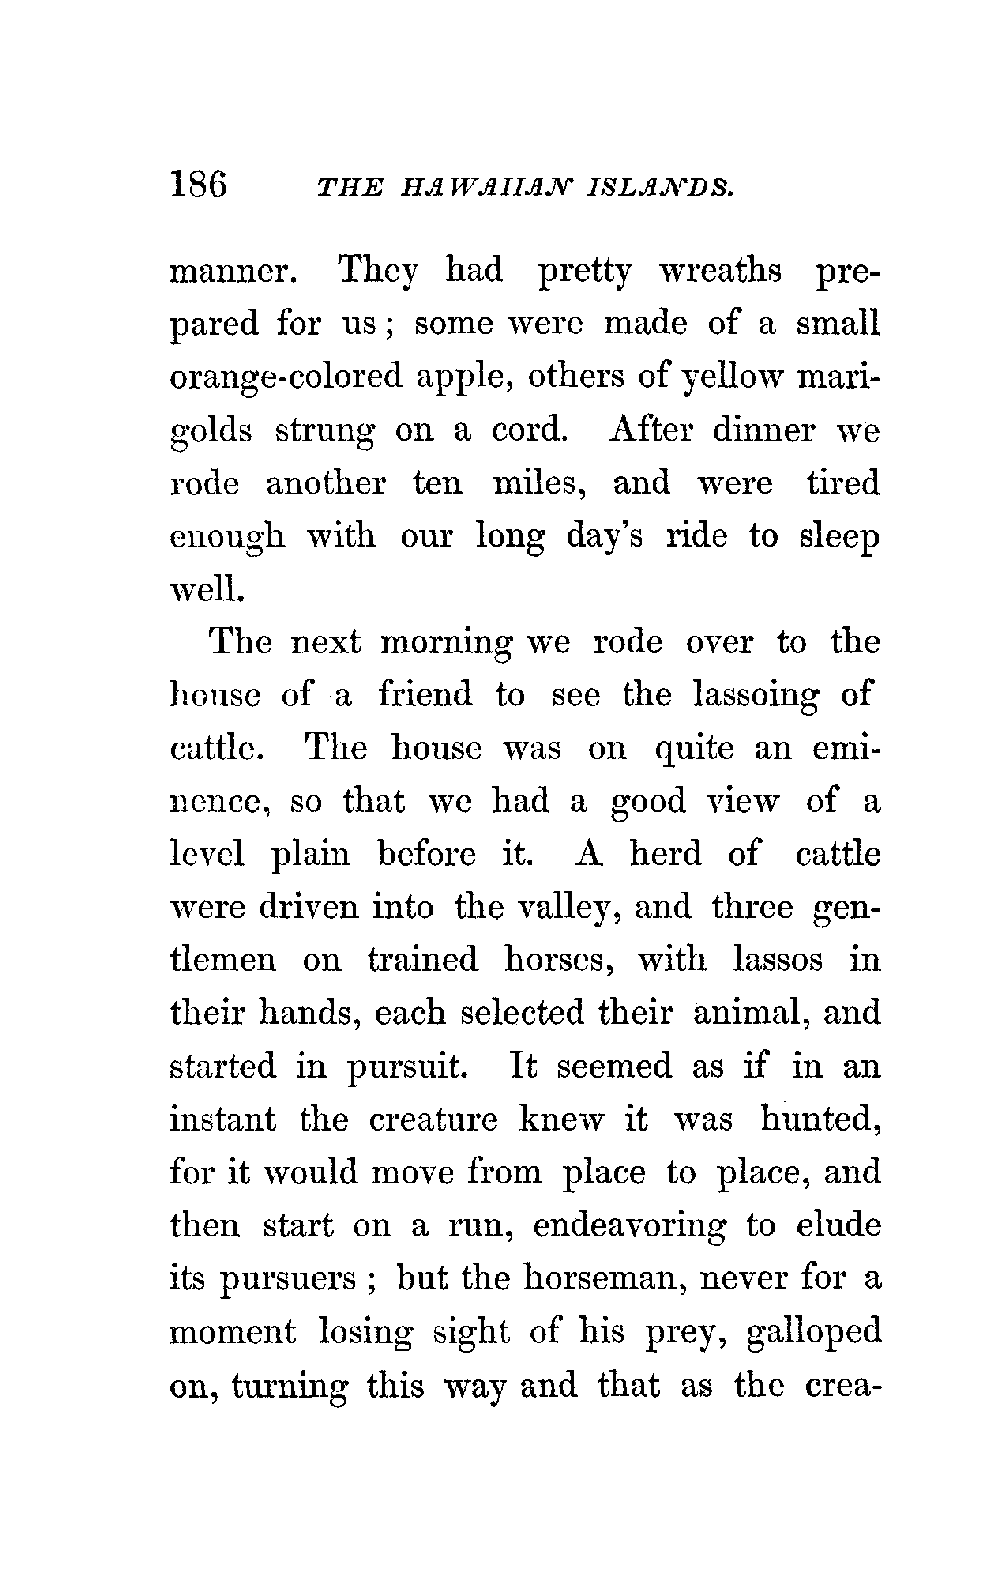 186 THE HAWAIIAN ISLANDS.
manner. They had pretty wreaths pre-
pared for us ; some were made of a small
orange-colored apple, others of yellow mari-
golds strung on a cord. After dinner we
rode another ten miles, and were tired
enough with our long day's ride to sleep
well.
The next morning we rode over to the
house of a friend to see the lassoing of
cattle. The house was on quite an emi-
nence, so that we had a good view of a
level plain before it. A herd of cattle
were driven into the valley, and three gen-
tlemen on trained horses, with lassos in
their hands, each selected their animal, and
started in pursuit. It seemed as if in an
instant the creature knew it was hunted,
for it would move from place to place, and
then start on a run, endeavoring to elude
its pursuers ; but the horseman, never for a
moment losing sight of his prey, galloped
on, turning this way and that as the crea-